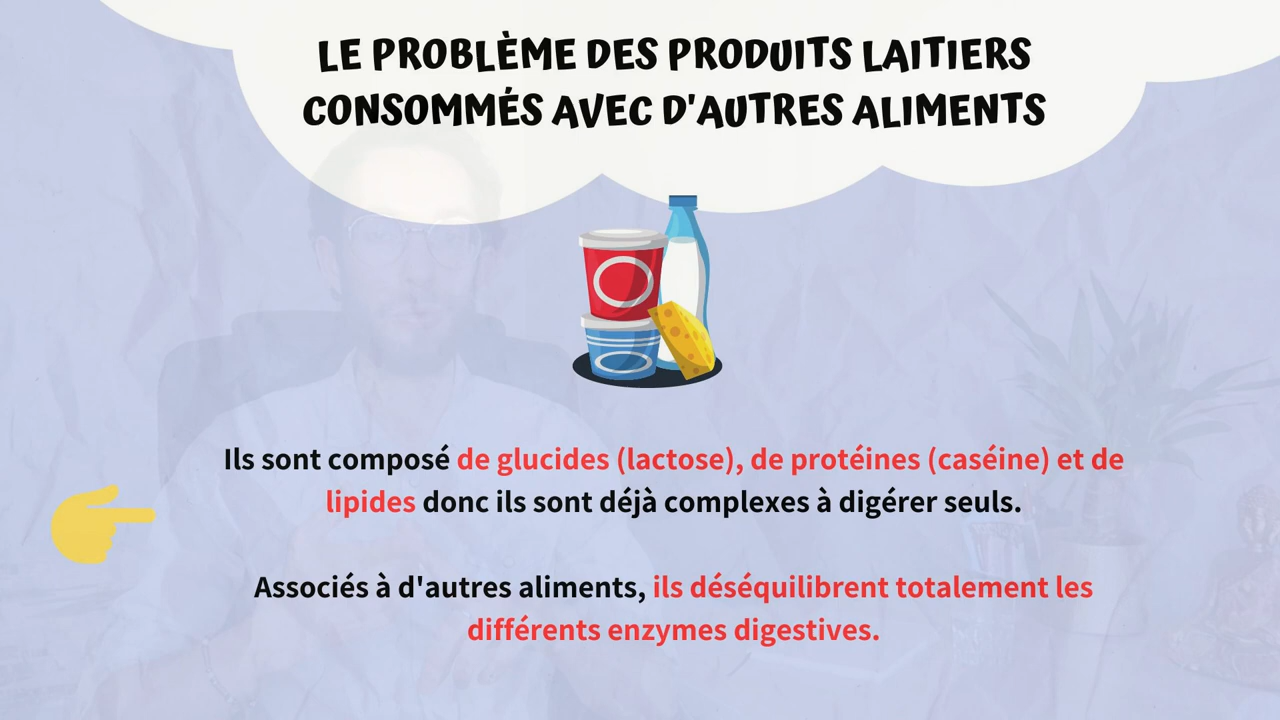 LE PROBLÈME DES PRODUITS LAITIERS
CONSOMMÉS AVEC D'AUTRES ALIMENTS
Ils sont composé de glucides (lactose), de protéines (caséine) et de
lipides donc ils sont déjà complexes à digérer seuls.
Associés à d'autres aliments, ils déséquilibrent totalement les
différents enzymes digestives.